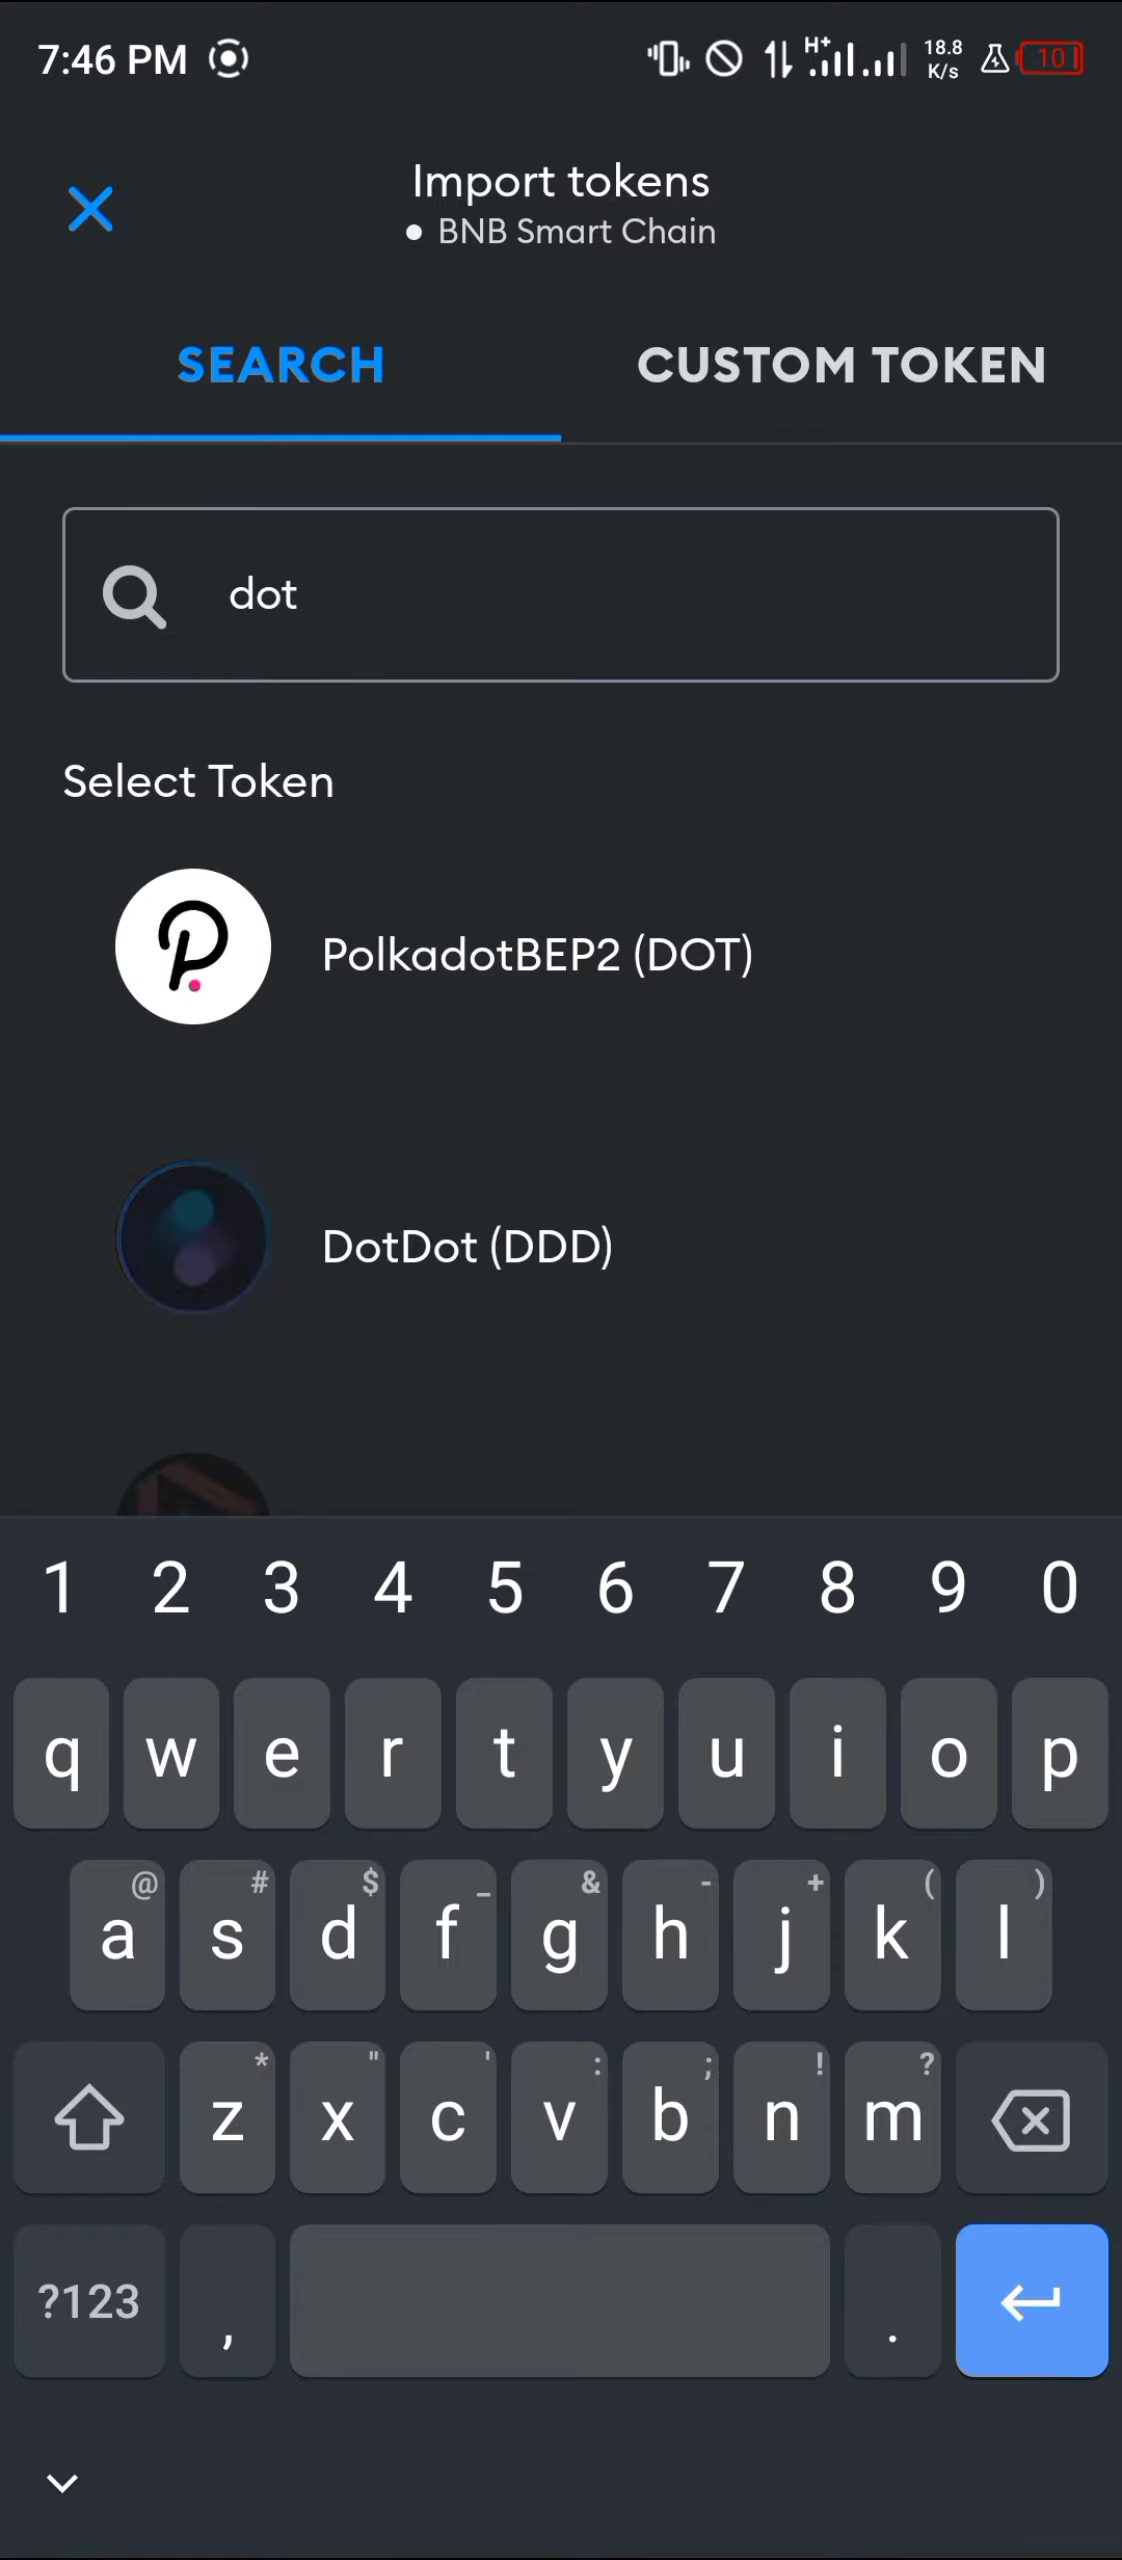 7:46 PM H+ 18.8 K/s 10
Import tokens
BNB Smart Chain
SEARCH CUSTOM TOKEN
dot
Select Token
PolkadotBEP2 (DOT)
DotDot (DDD)
1 2 3 4 5 6 7 8 9 0
q w e r t y u i o p
@ # $ _ & - + ( )
a s d f g h j k l
* " ' : ; ! ?
z x c v b n m
?123 , .